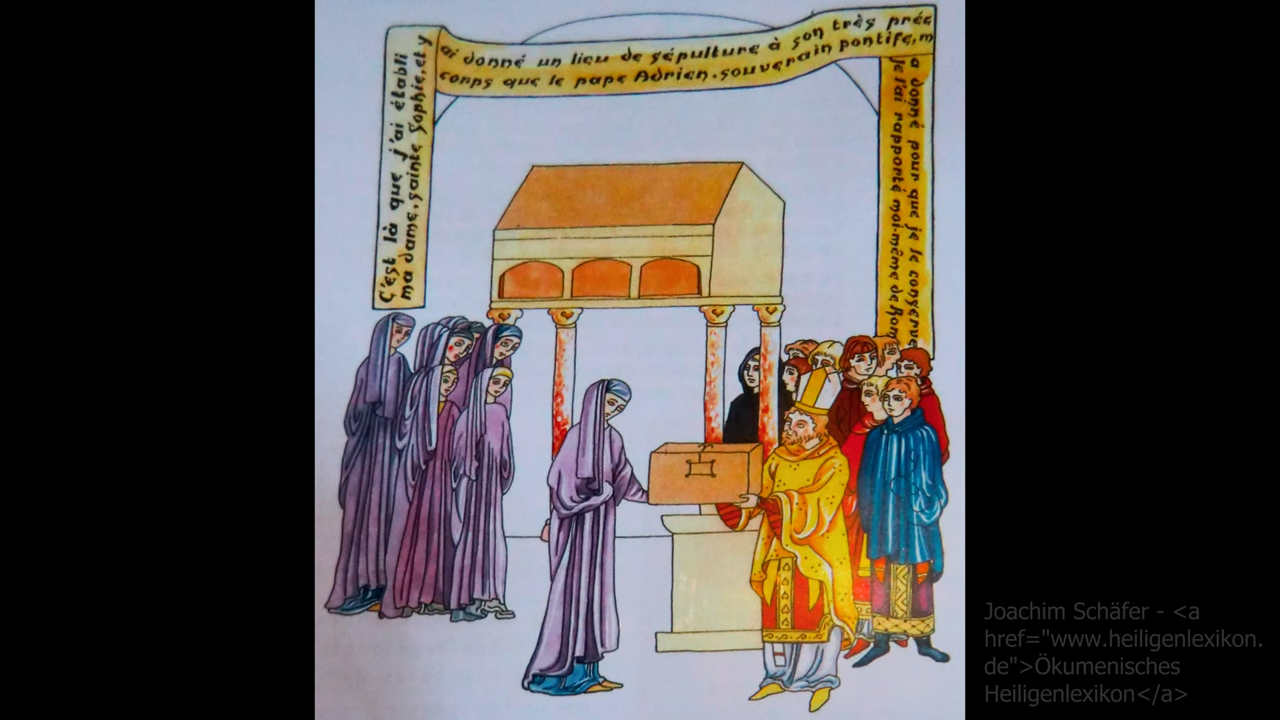 C'est là que j'ai établi
ma dame, sainte Sophie, et y
ai donné un lieu de sépulture à son très préc
corps que le pape Adrien, souverain pontife, m
a donné pour que je le conserve
Je l'ai rapporté moi-même de Rom
Joachim Schäfer - <a
href="www.heiligenlexikon.
de">Ökumenisches
Heiligenlexikon</a>